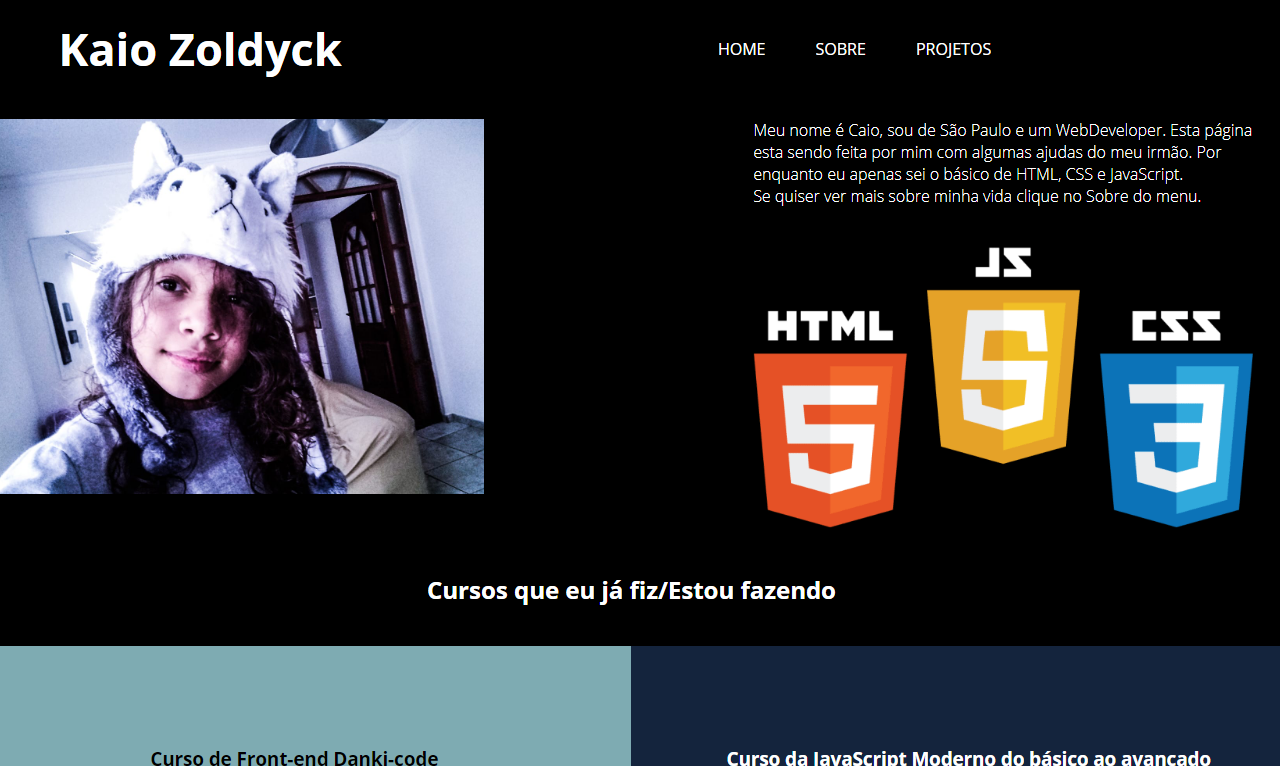 Kaio Zoldyck
HOME SOBRE PROJETOS
Meu nome é Caio, sou de São Paulo e um WebDeveloper. Esta página
esta sendo feita por mim com algumas ajudas do meu irmão. Por
enquanto eu apenas sei o básico de HTML, CSS e JavaScript.
Se quiser ver mais sobre minha vida clique no Sobre do menu.
JS
HTML
CSS
5
5
3
Cursos que eu já fiz/Estou fazendo
Curso de Front-end Danki-code
Curso da JavaScript Moderno do básico ao avançado